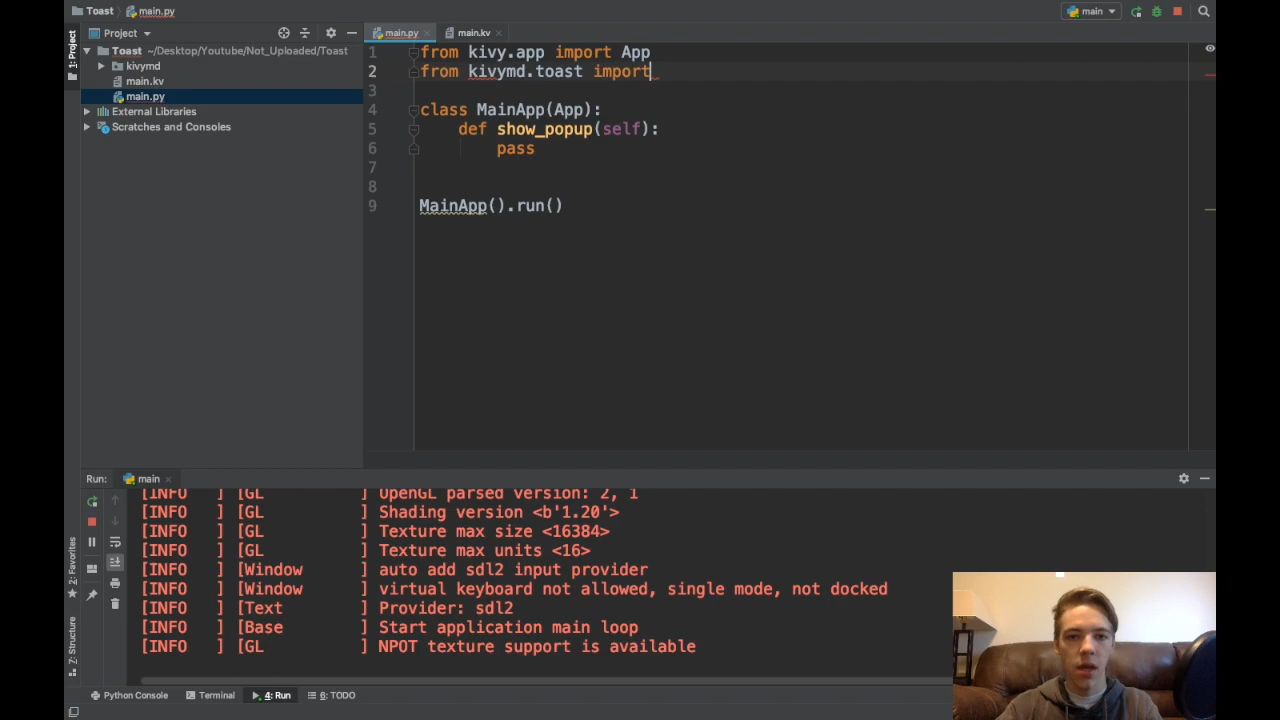 Toast main.py
main
Project
main.py
main.kv
1: Project
Toast ~/Desktop/Youtube/Not_Uploaded/Toast
kivymd
main.kv
main.py
External Libraries
Scratches and Consoles
1 from kivy.app import App
2 from kivymd.toast import
3
4 class MainApp(App):
5 def show_popup(self):
6 pass
7
8
9 MainApp().run()
Run: main
[INFO ] [GL ] OpenGL parsed version: 2, 1
[INFO ] [GL ] Shading version <b'1.20'>
[INFO ] [GL ] Texture max size <16384>
[INFO ] [GL ] Texture max units <16>
[INFO ] [Window ] auto add sdl2 input provider
[INFO ] [Window ] virtual keyboard not allowed, single mode, not docked
[INFO ] [Text ] Provider: sdl2
[INFO ] [Base ] Start application main loop
[INFO ] [GL ] NPOT texture support is available
2: Favorites
7: Structure
Python Console Terminal 4: Run 6: TODO